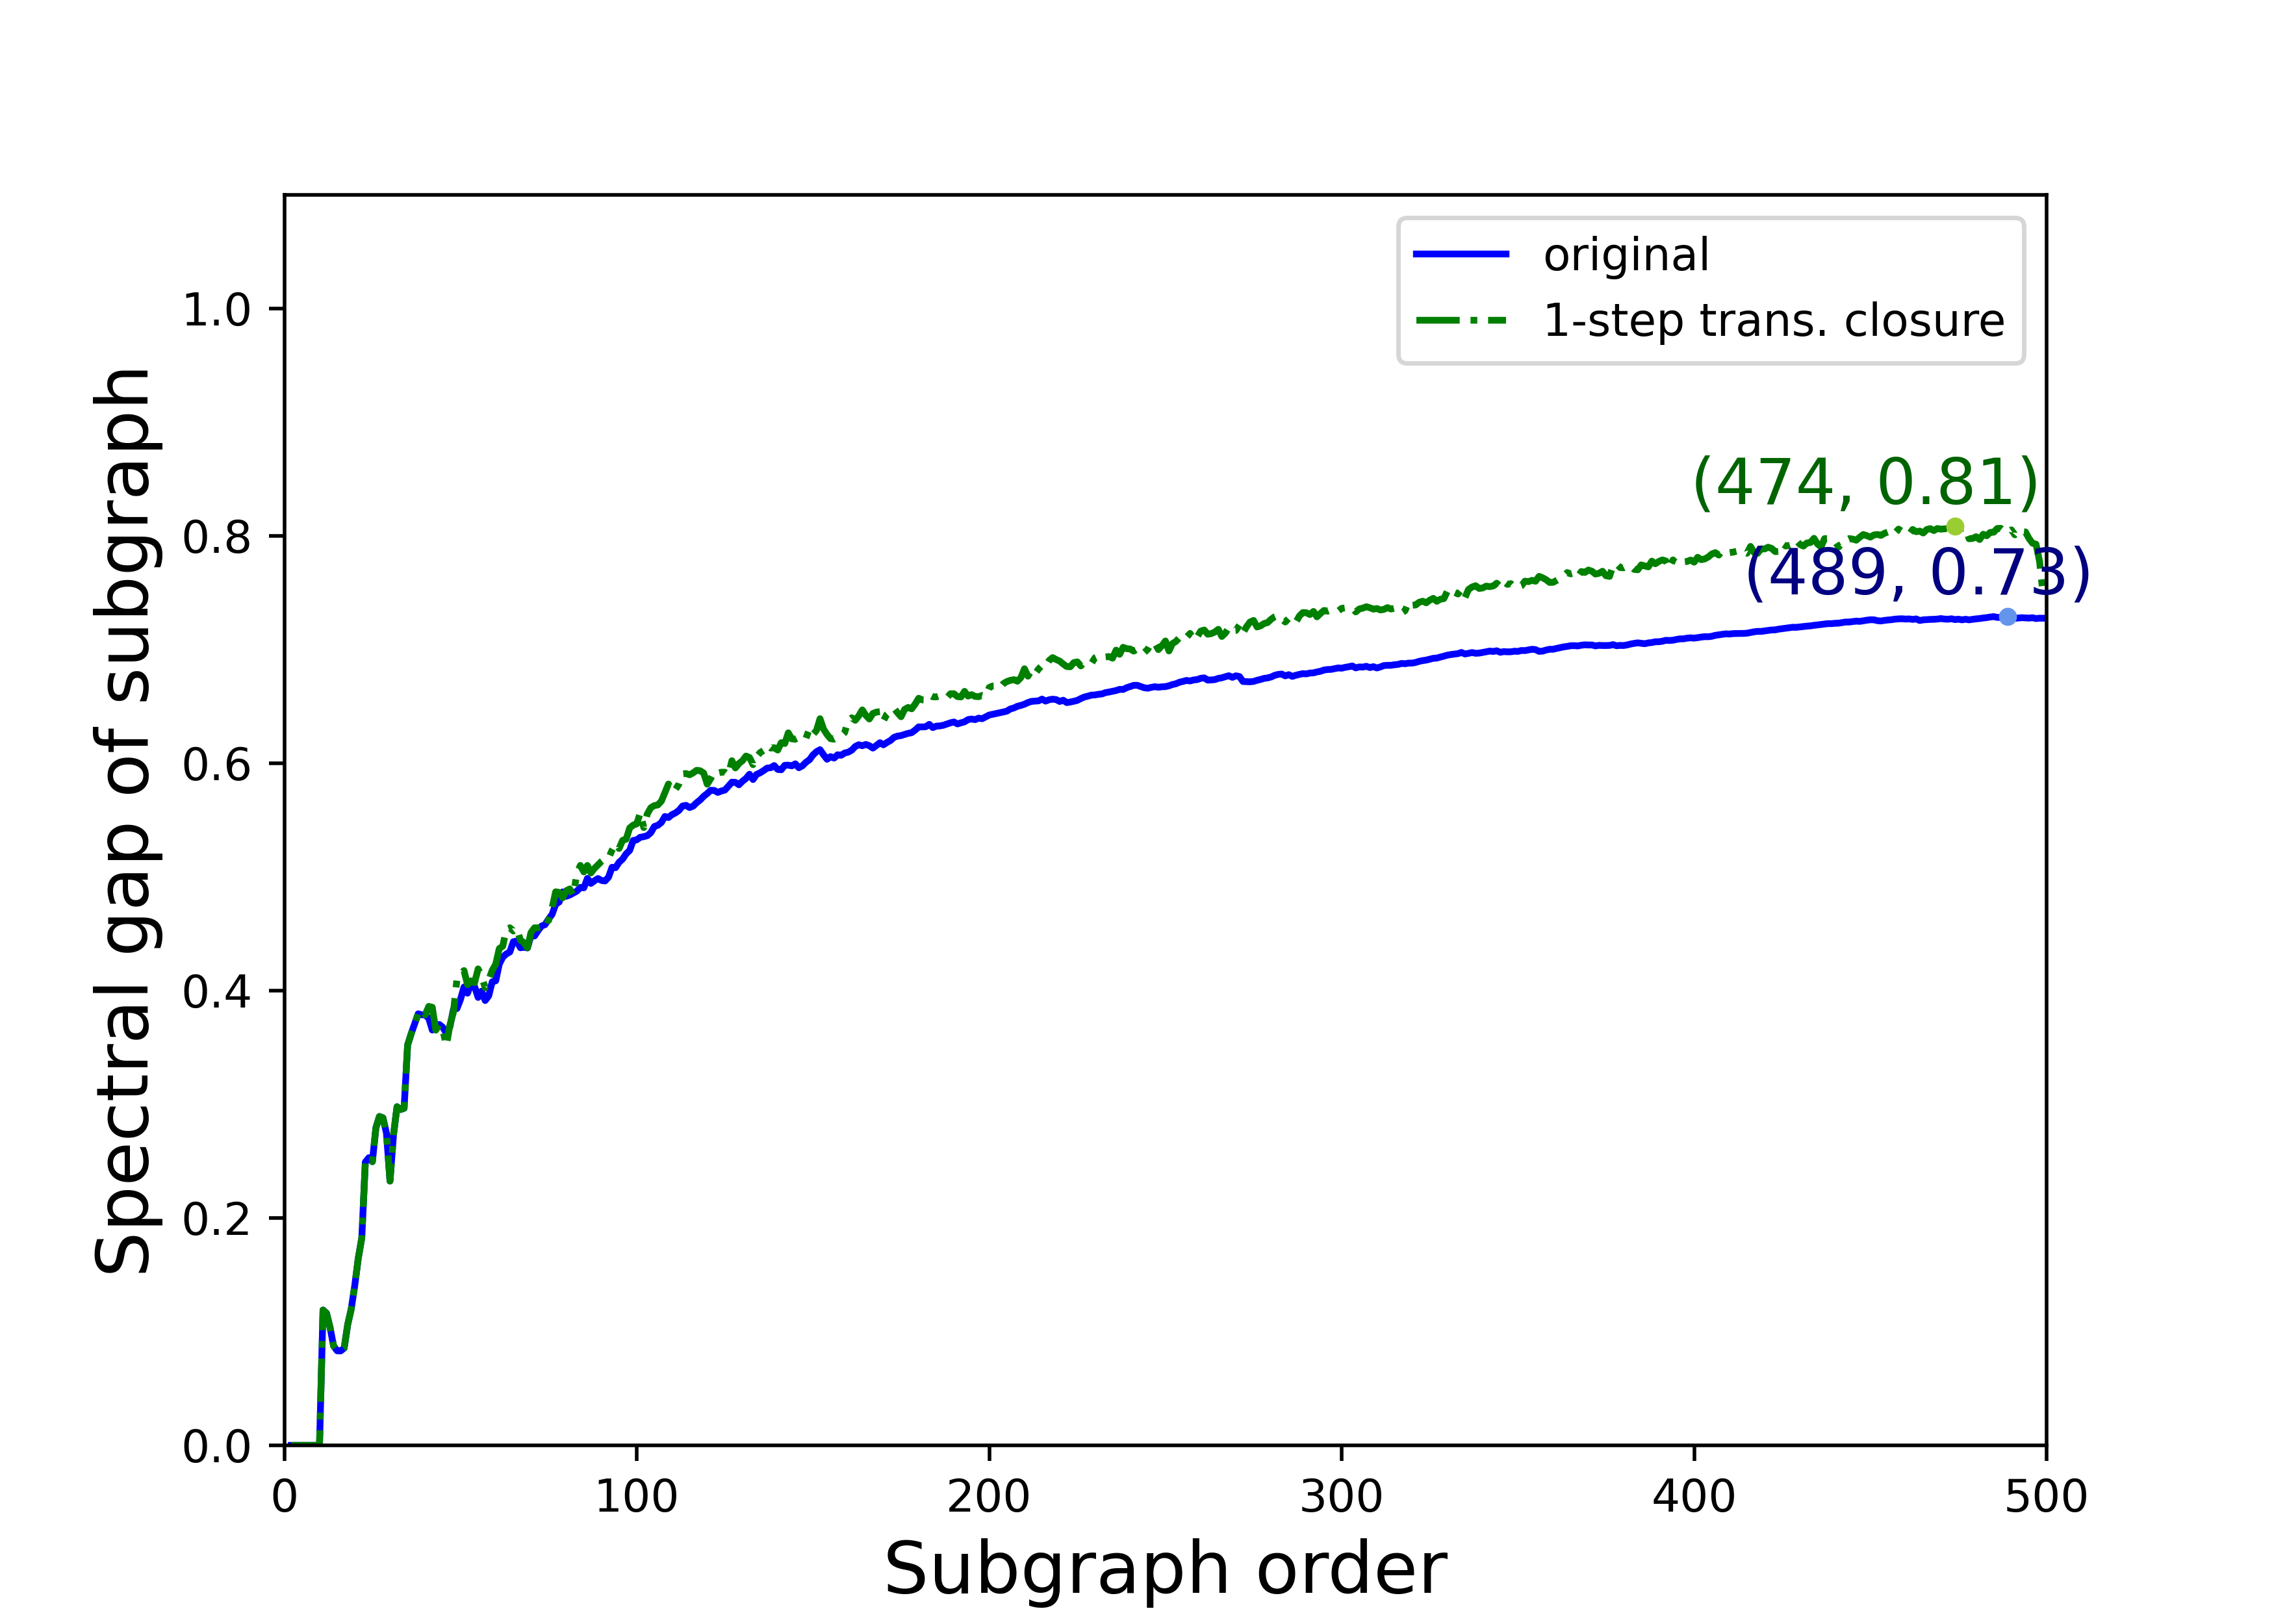 original
1-step trans. closure
1.0
0.8
0.6
0.4
0.2
0.0
Spectral gap of subgraph
(474, 0.81)
(489, 0.73)
0 100 200 300 400 500
Subgraph order